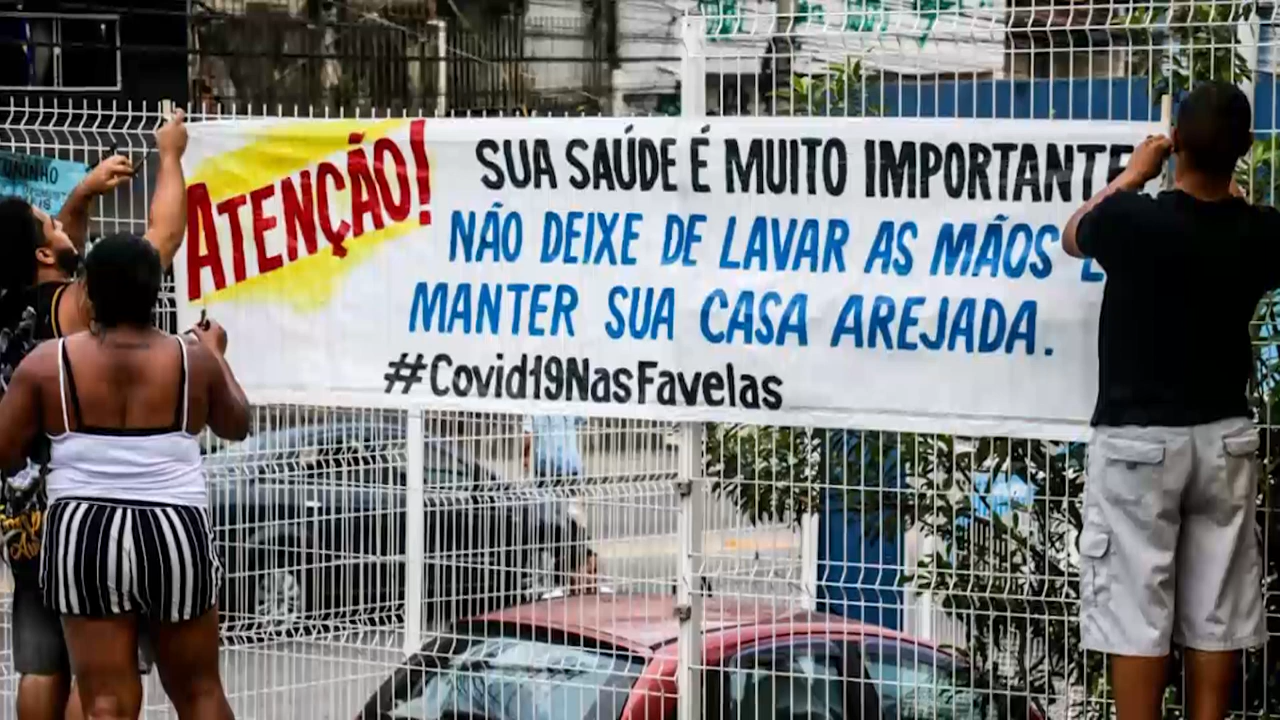 ATENÇÃO!
SUA SAÚDE É MUITO IMPORTANTE
NÃO DEIXE DE LAVAR AS MÃOS E
MANTER SUA CASA AREJADA.
#Covid19NasFavelas